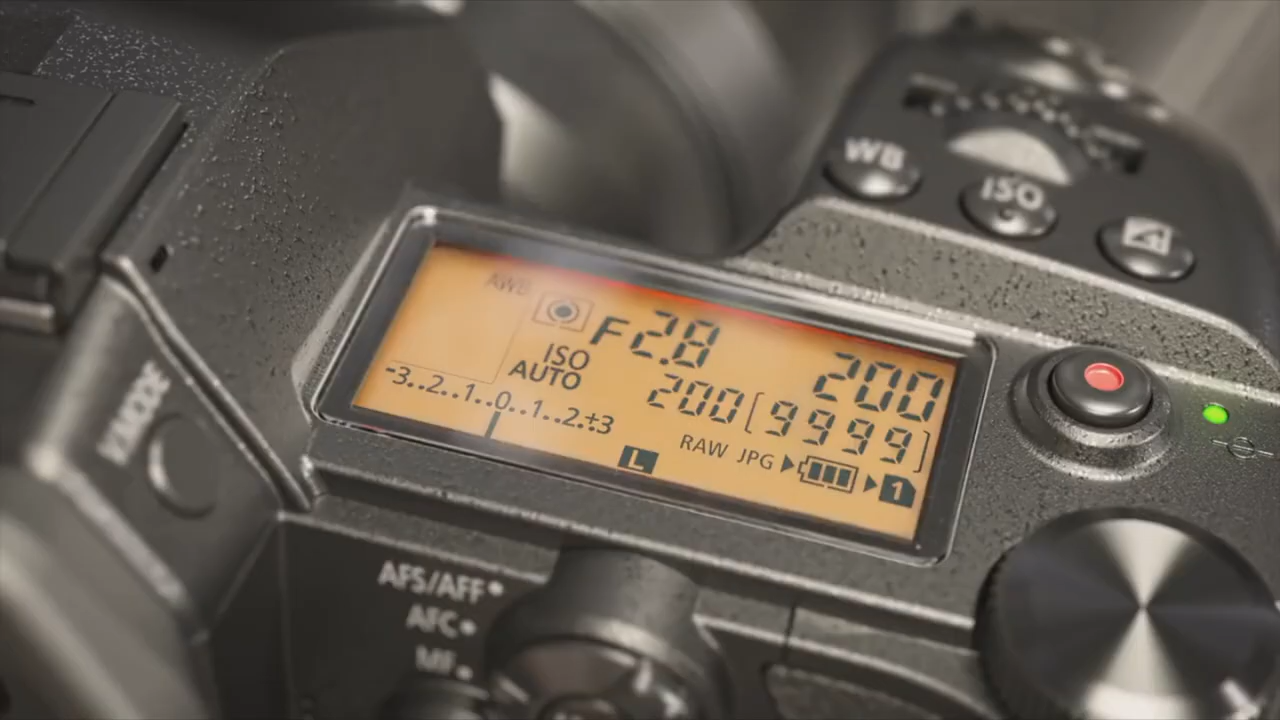 WB
ISO
AWB
F2.8
200
ISO
AUTO
200[9999]
-3..2..1..0..1..2.+3
RAW JPG
L
1
V.MODE
AFS/AFF
AFC
MF